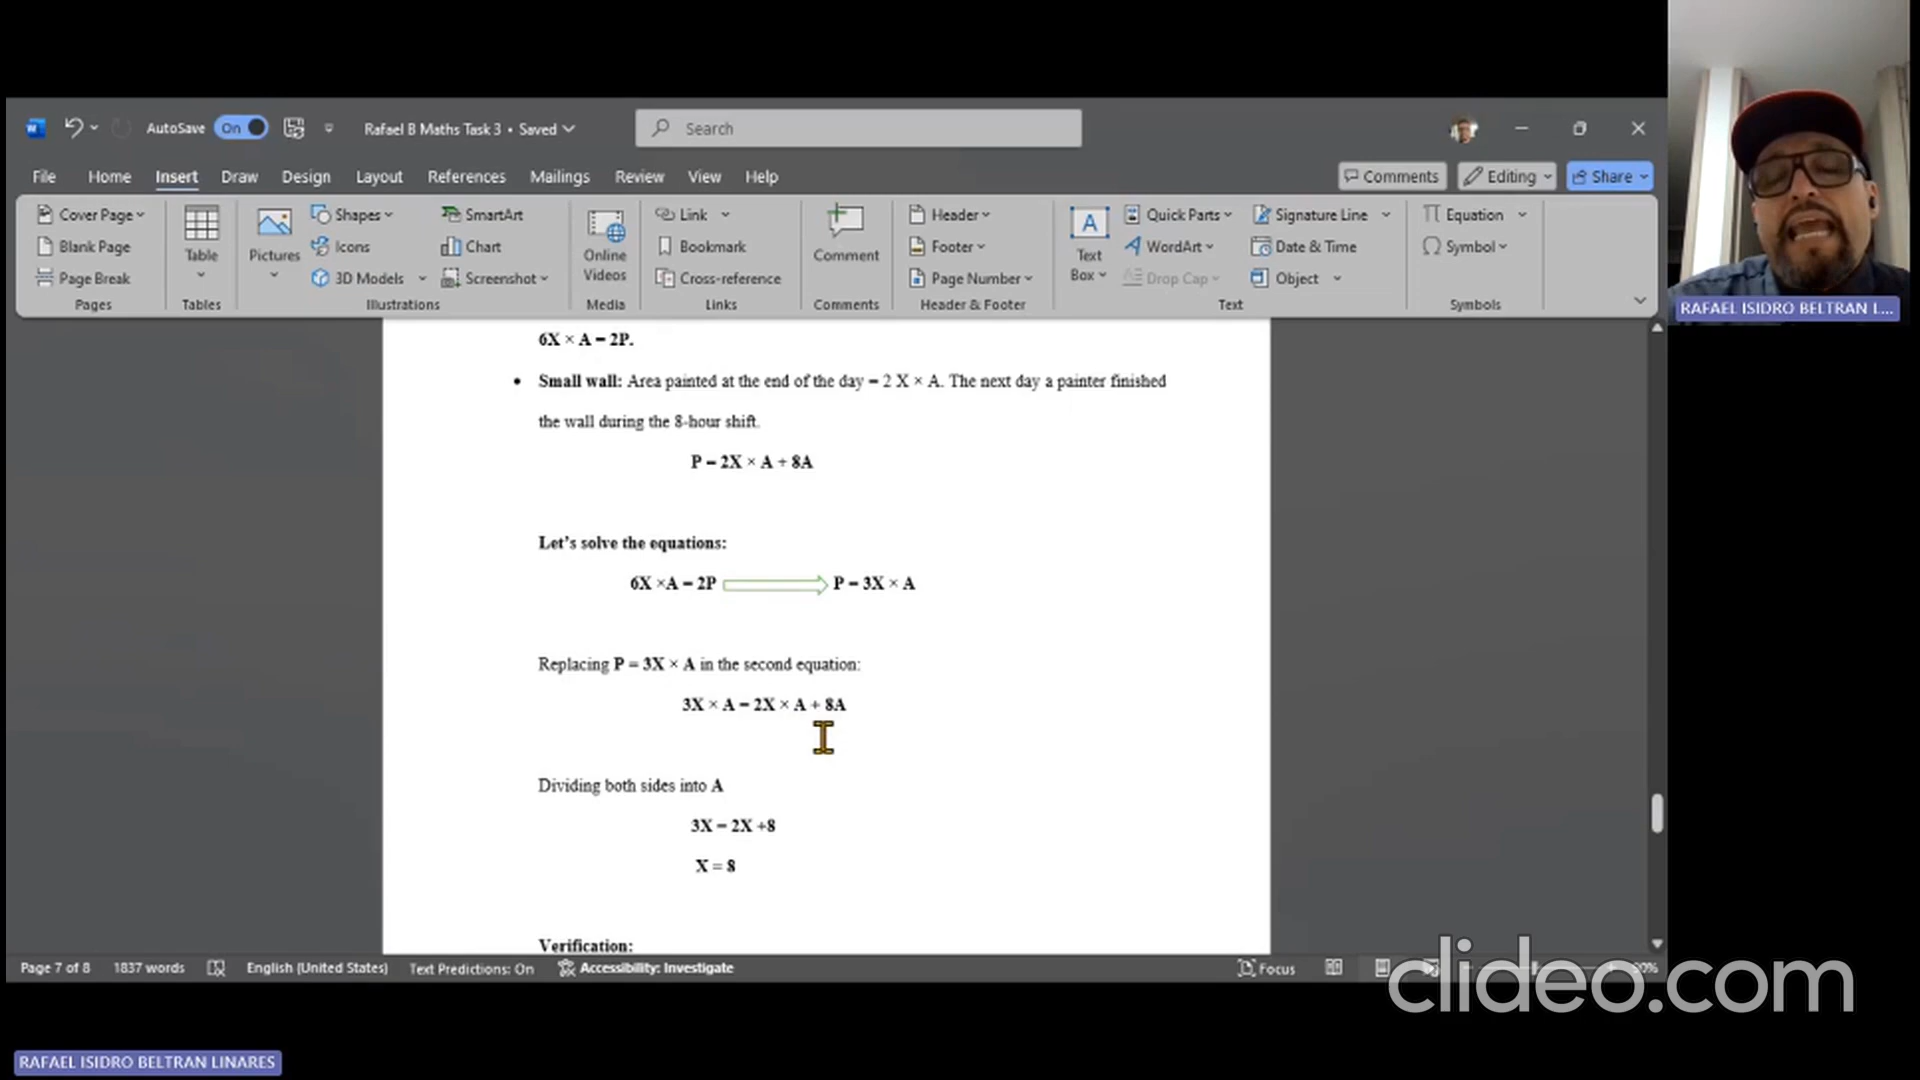 AutoSave On Rafael B Maths Task 3 • Saved Search
File Home Insert Draw Design Layout References Mailings Review View Help Comments Editing Share
Cover Page
Blank Page
Page Break
Pages
Table
Tables
Pictures
Shapes
Icons
3D Models
SmartArt
Chart
Screenshot
Illustrations
Online
Videos
Media
Link
Bookmark
Cross-reference
Links
Comment
Comments
Header
Footer
Page Number
Header & Footer
A
Text
Box
Quick Parts
WordArt
Drop Cap
Signature Line
Date & Time
Object
Text
Equation
Symbol
Symbols
RAFAEL ISIDRO BELTRAN L...
6X × A = 2P.
• Small wall: Area painted at the end of the day = 2 X × A. The next day a painter finished
the wall during the 8-hour shift.
P = 2X × A + 8A
Let's solve the equations:
6X ×A = 2P P = 3X × A
Replacing P = 3X × A in the second equation:
3X × A = 2X × A + 8A
Dividing both sides into A
3X = 2X +8
X = 8
Verification:
Page 7 of 8 1837 words English (United States) Text Predictions: On Accessibility: Investigate Focus
clideo.com
RAFAEL ISIDRO BELTRAN LINARES